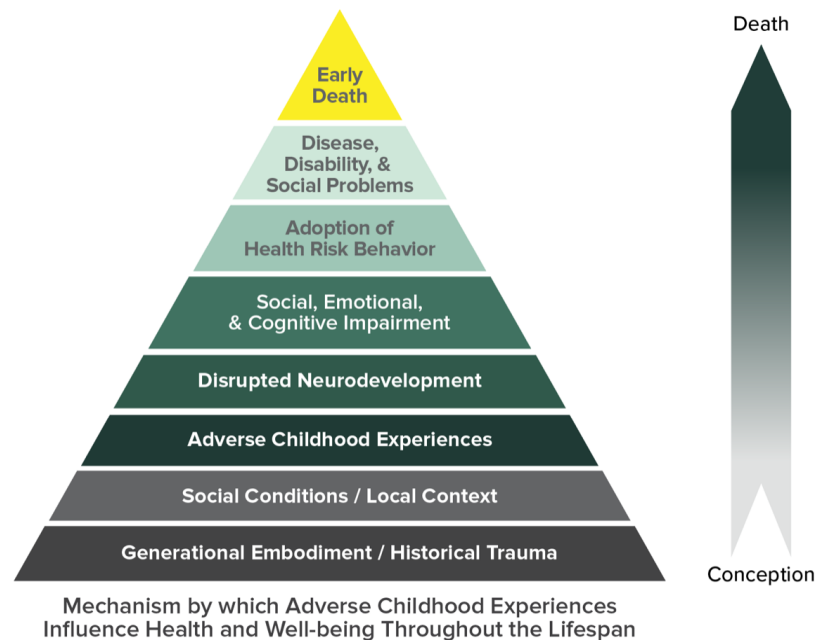 Death
Early
Death
Disease,
Disability, &
Social Problems
Adoption of
Health Risk Behavior
Social, Emotional,
& Cognitive Impairment
Disrupted Neurodevelopment
Adverse Childhood Experiences
Social Conditions / Local Context
Generational Embodiment / Historical Trauma
Conception
Mechanism by which Adverse Childhood Experiences
Influence Health and Well-being Throughout the Lifespan